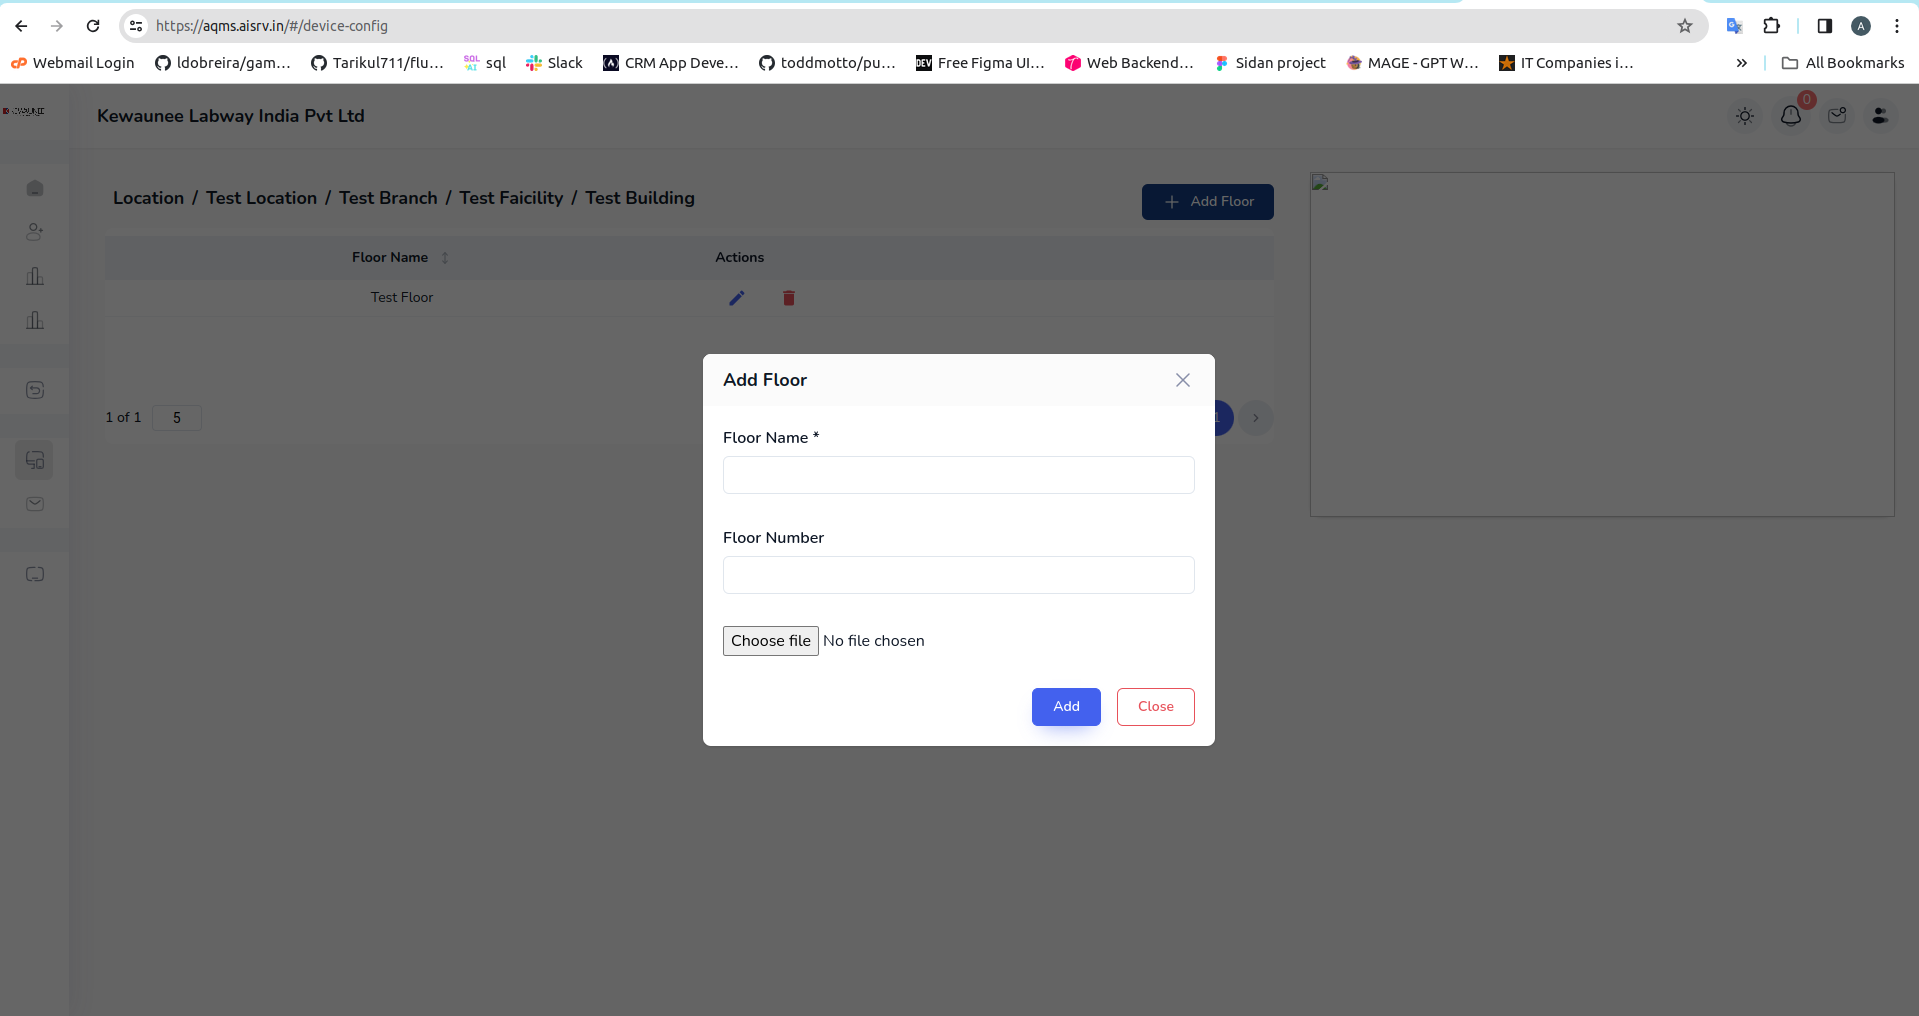 https://aqms.aisrv.in/#/device-config
A
Webmail Login ldobreira/gam... Tarikul711/flu... sql Slack CRM App Deve... toddmotto/pu... DEV Free Figma UI... Web Backend... Sidan project MAGE - GPT W... IT Companies i... » All Bookmarks
KEWAUNEE
Kewaunee Labway India Pvt Ltd
0
Location / Test Location / Test Branch / Test Faicility / Test Building
+ Add Floor
Floor Name Actions
Test Floor
1 of 1 5
1
Add Floor
Floor Name *
Floor Number
Choose file No file chosen
Add Close